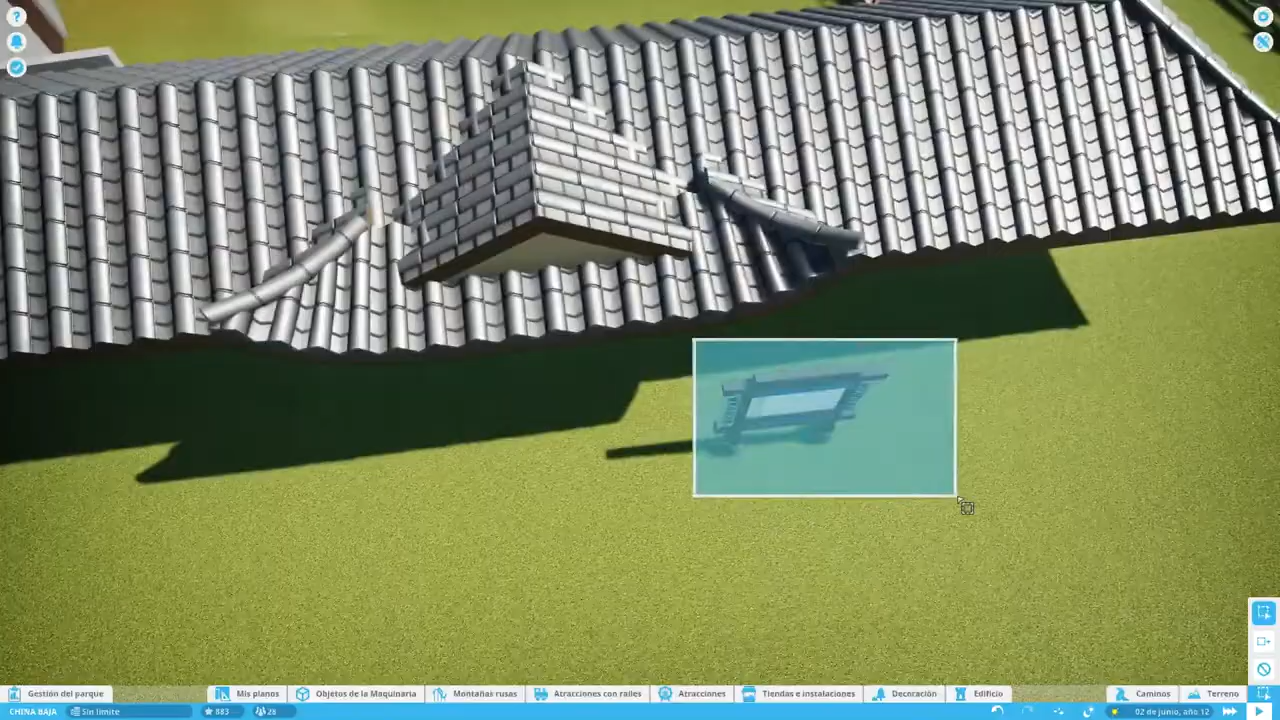 ?
Gestión del parque
Mis planos
Objetos de la Maquinaria
Montañas rusas
Atracciones con raíles
Atracciones
Tiendas e instalaciones
Decoración
Edificio
Caminos
Terreno
CHINA BAJA
Sin límite
883
28
02 de junio, año 12